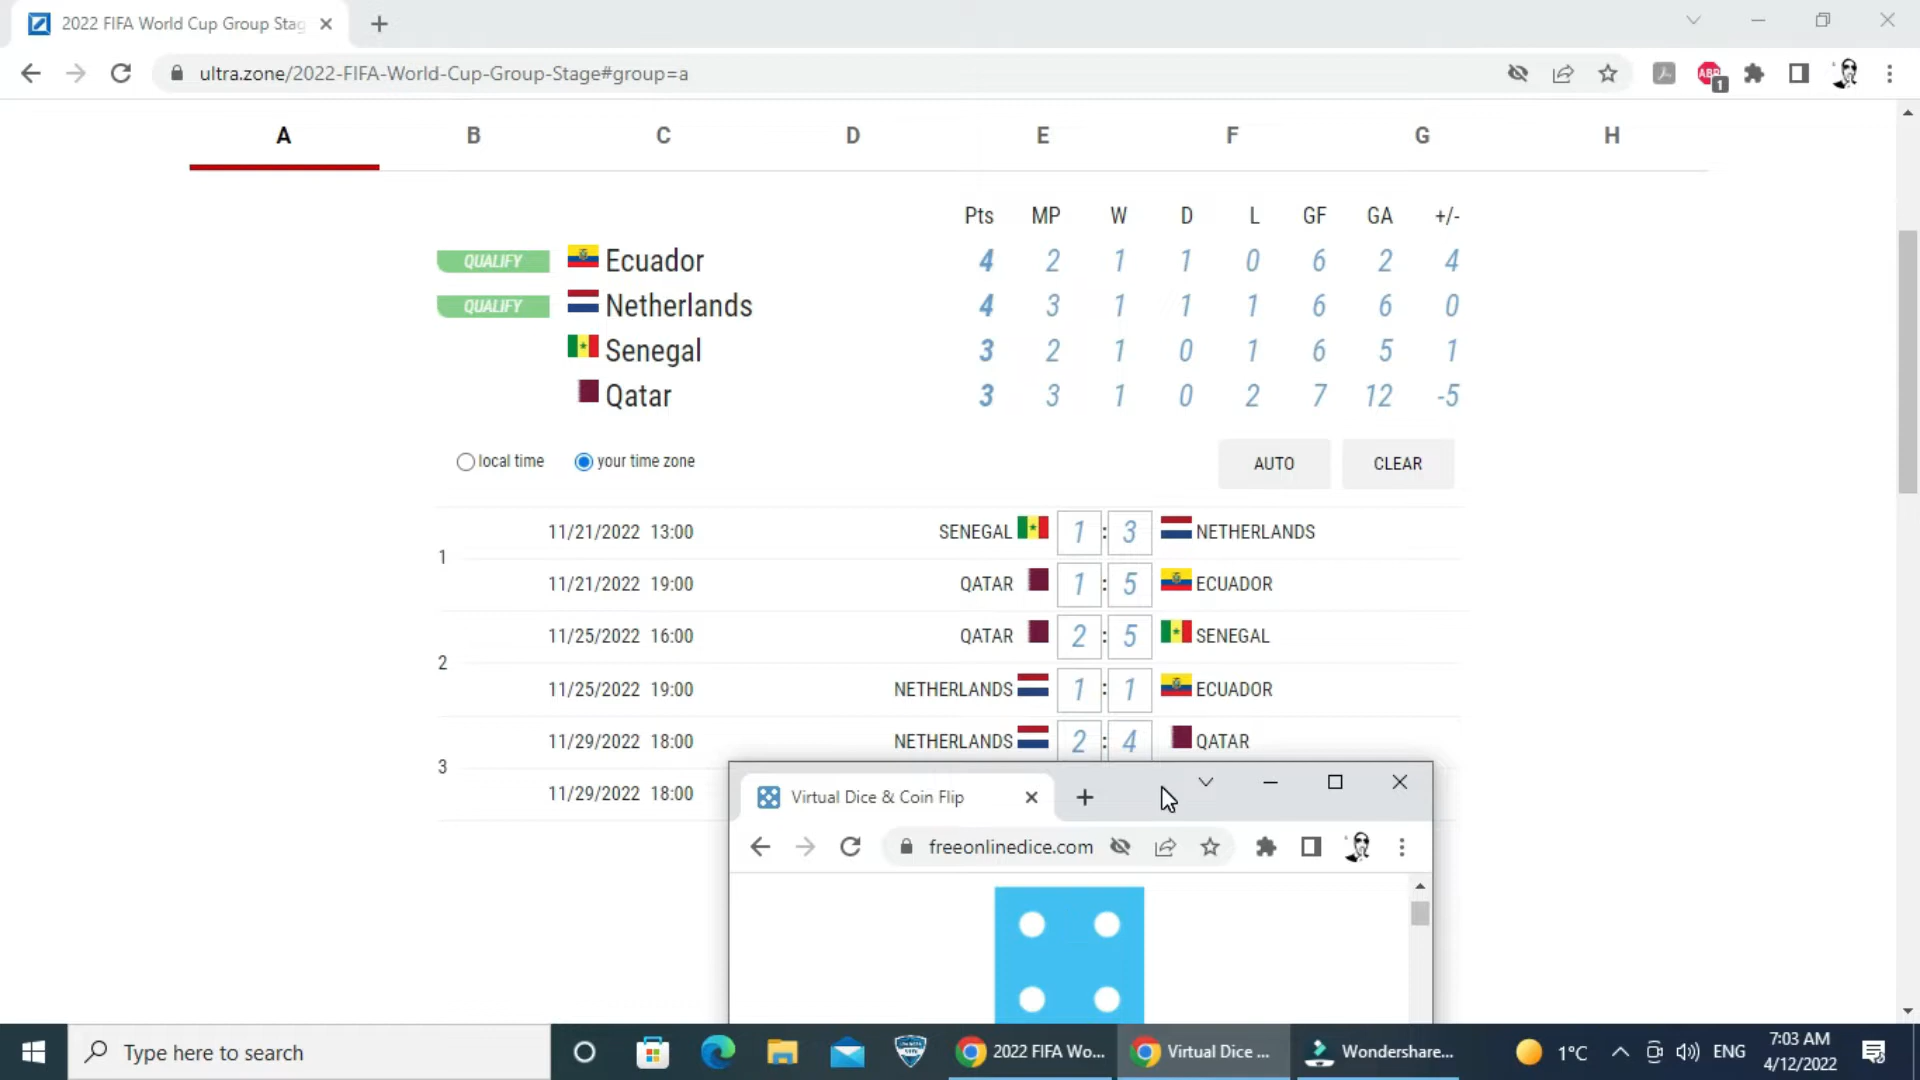 2022 FIFA World Cup Group Stag
ultra.zone/2022-FIFA-World-Cup-Group-Stage#group=a
ABP 1
A B C D E F G H
Pts MP W D L GF GA +/-
QUALIFY Ecuador 4 2 1 1 0 6 2 4
QUALIFY Netherlands 4 3 1 1 1 6 6 0
Senegal 3 2 1 0 1 6 5 1
Qatar 3 3 1 0 2 7 12 -5
local time your time zone AUTO CLEAR
1
11/21/2022 13:00 SENEGAL 1 : 3 NETHERLANDS
11/21/2022 19:00 QATAR 1 : 5 ECUADOR
2
11/25/2022 16:00 QATAR 2 : 5 SENEGAL
11/25/2022 19:00 NETHERLANDS 1 : 1 ECUADOR
3
11/29/2022 18:00 NETHERLANDS 2 : 4 QATAR
11/29/2022 18:00
Virtual Dice & Coin Flip
freeonlinedice.com
Type here to search
2022 FIFA Wo...
Virtual Dice ...
Wondershare...
1°C
ENG
7:03 AM
4/12/2022